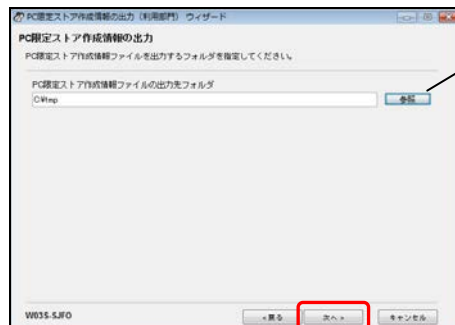 PC限定ストア作成情報の出力（利用部門） ウィザード
PC限定ストア作成情報の出力
PC限定ストア作成情報ファイルを出力するフォルダを指定してください。
PC限定ストア作成情報ファイルの出力先フォルダ
C:¥tmp
参照
W035-SJFO
<戻る
次へ>
キャンセル